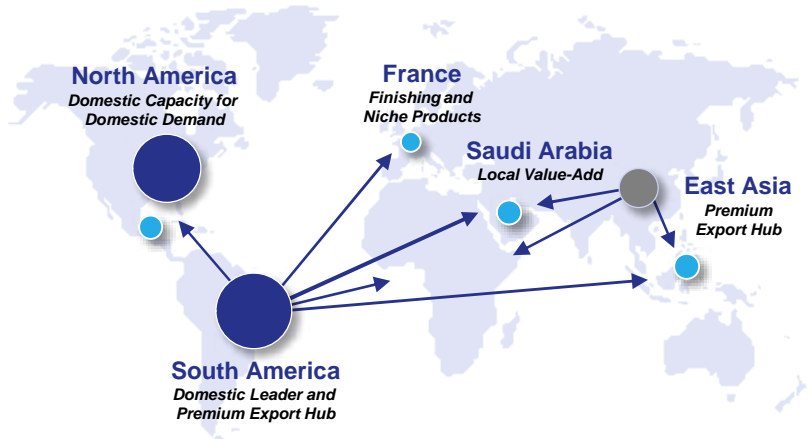 North America
Domestic Capacity for
Domestic Demand
France
Finishing and
Niche Products
Saudi Arabia
Local Value-Add
East Asia
Premium
Export Hub
South America
Domestic Leader and
Premium Export Hub